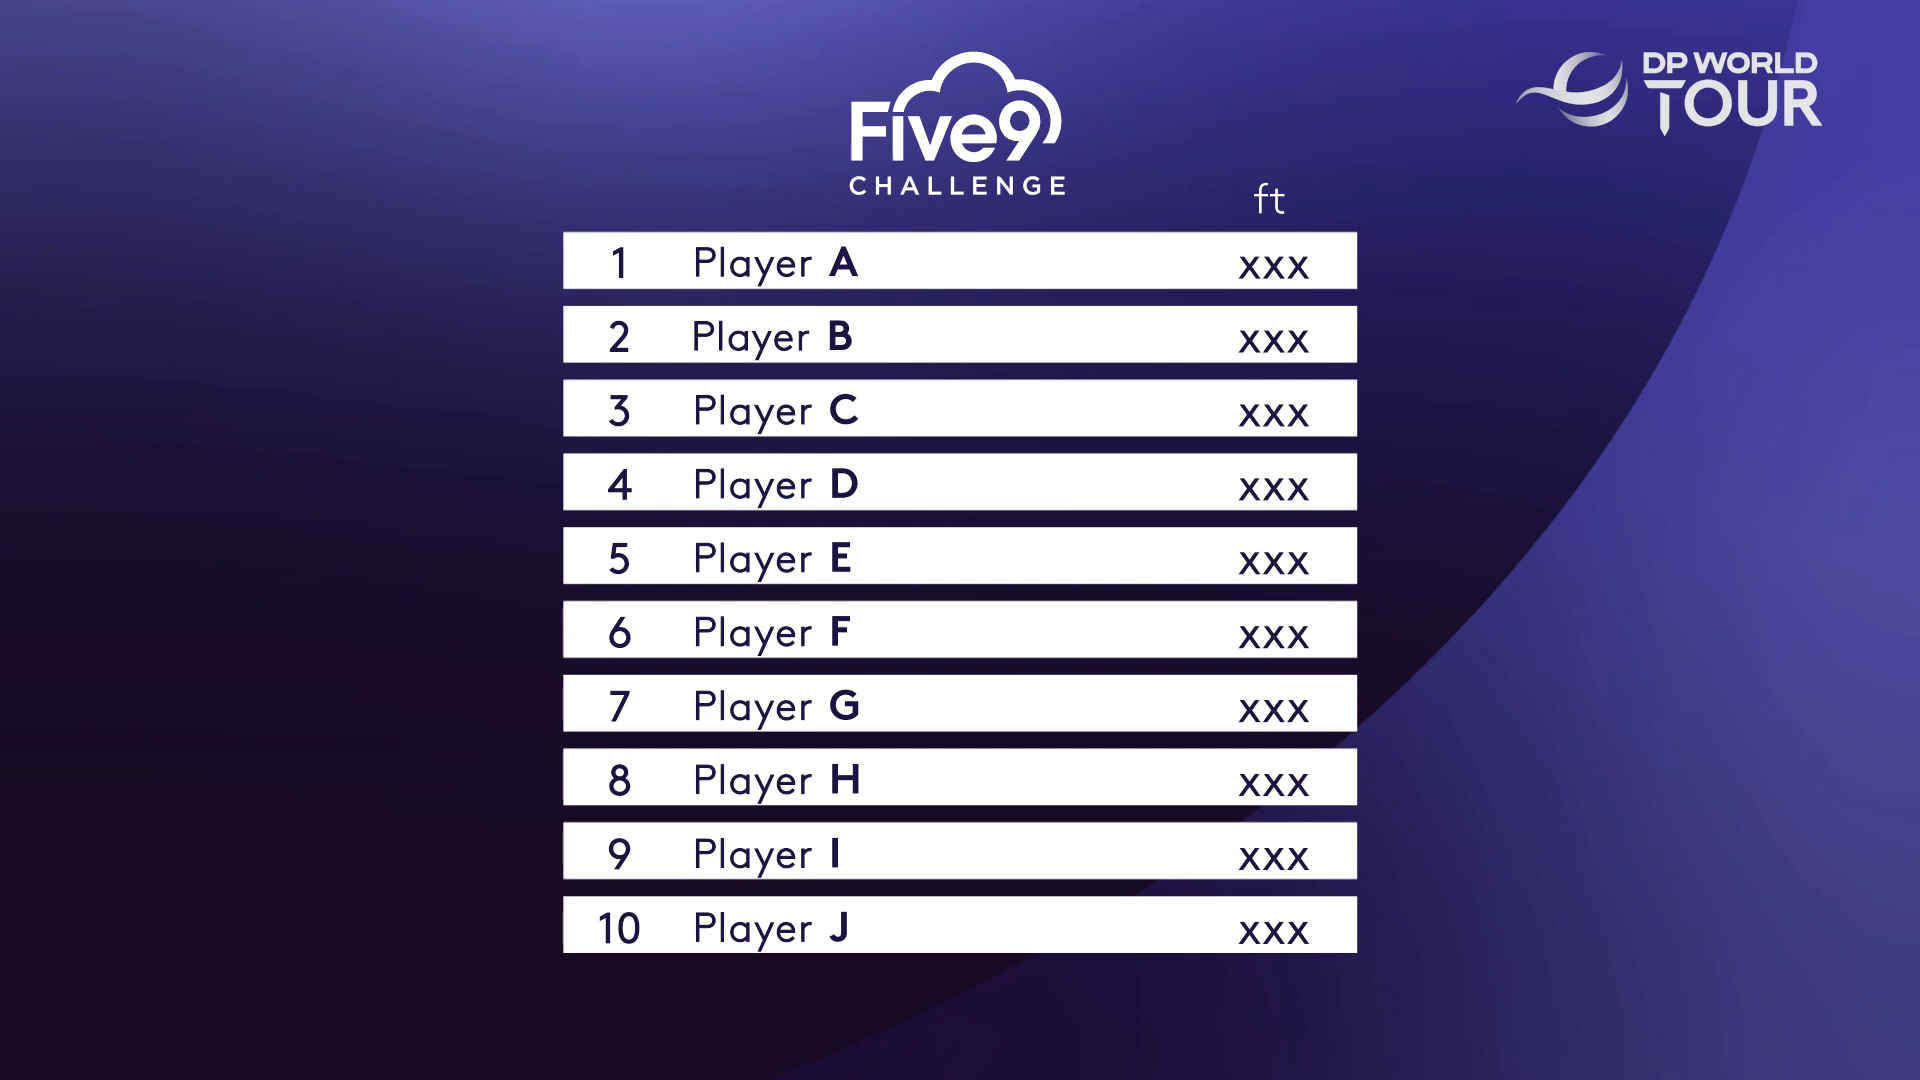 DP WORLD
TOUR
Five9
CHALLENGE
ft
1 Player A xxx
2 Player B xxx
3 Player C xxx
4 Player D xxx
5 Player E xxx
6 Player F xxx
7 Player G xxx
8 Player H xxx
9 Player I xxx
10 Player J xxx